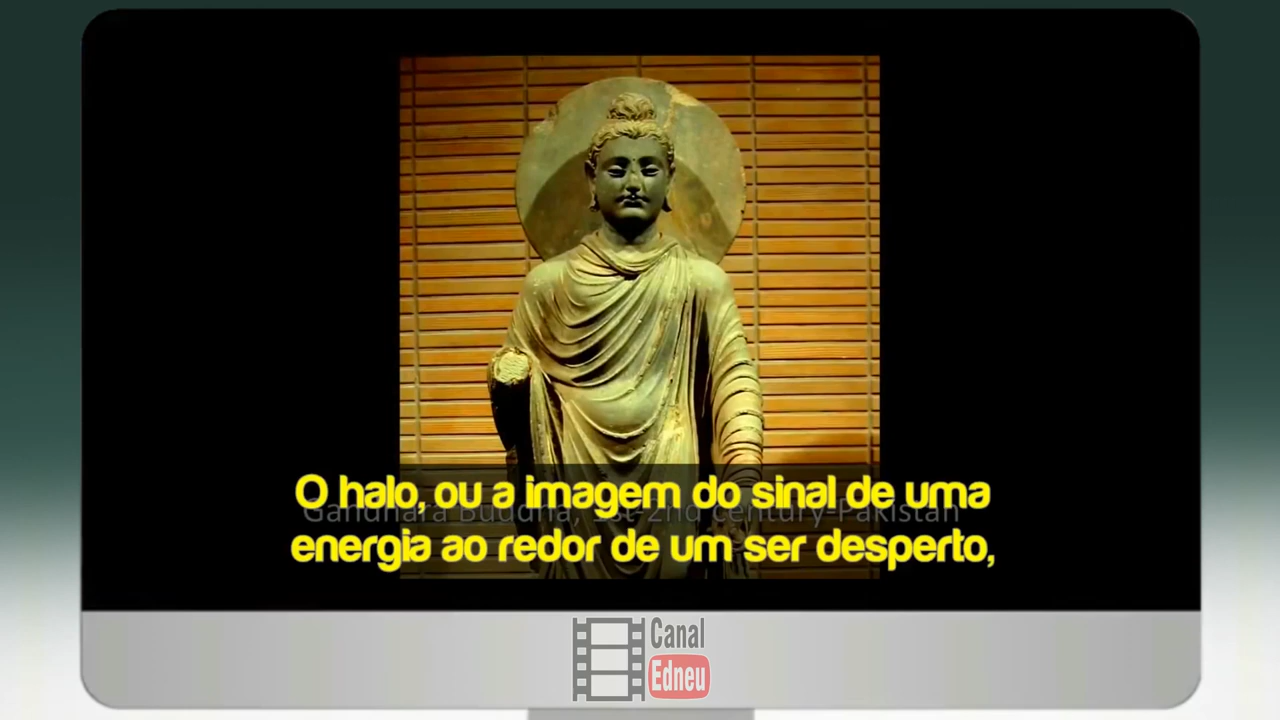 O halo, ou a imagem do sinal de uma
Gandhara Buddha, 1st-2nd century-Pakistan
energia ao redor de um ser desperto,
Canal
Edneu